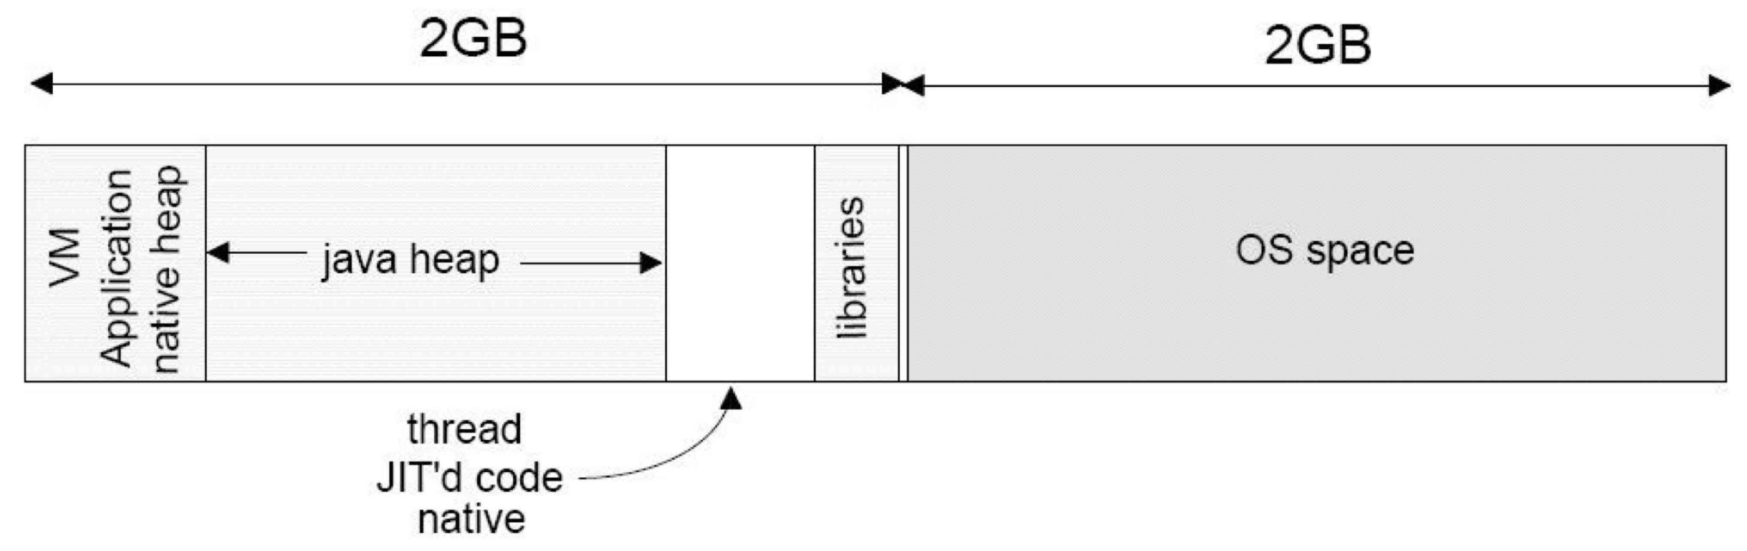 2GB
2GB
VM
Application
native heap
java heap
libraries
OS space
thread
JIT'd code
native